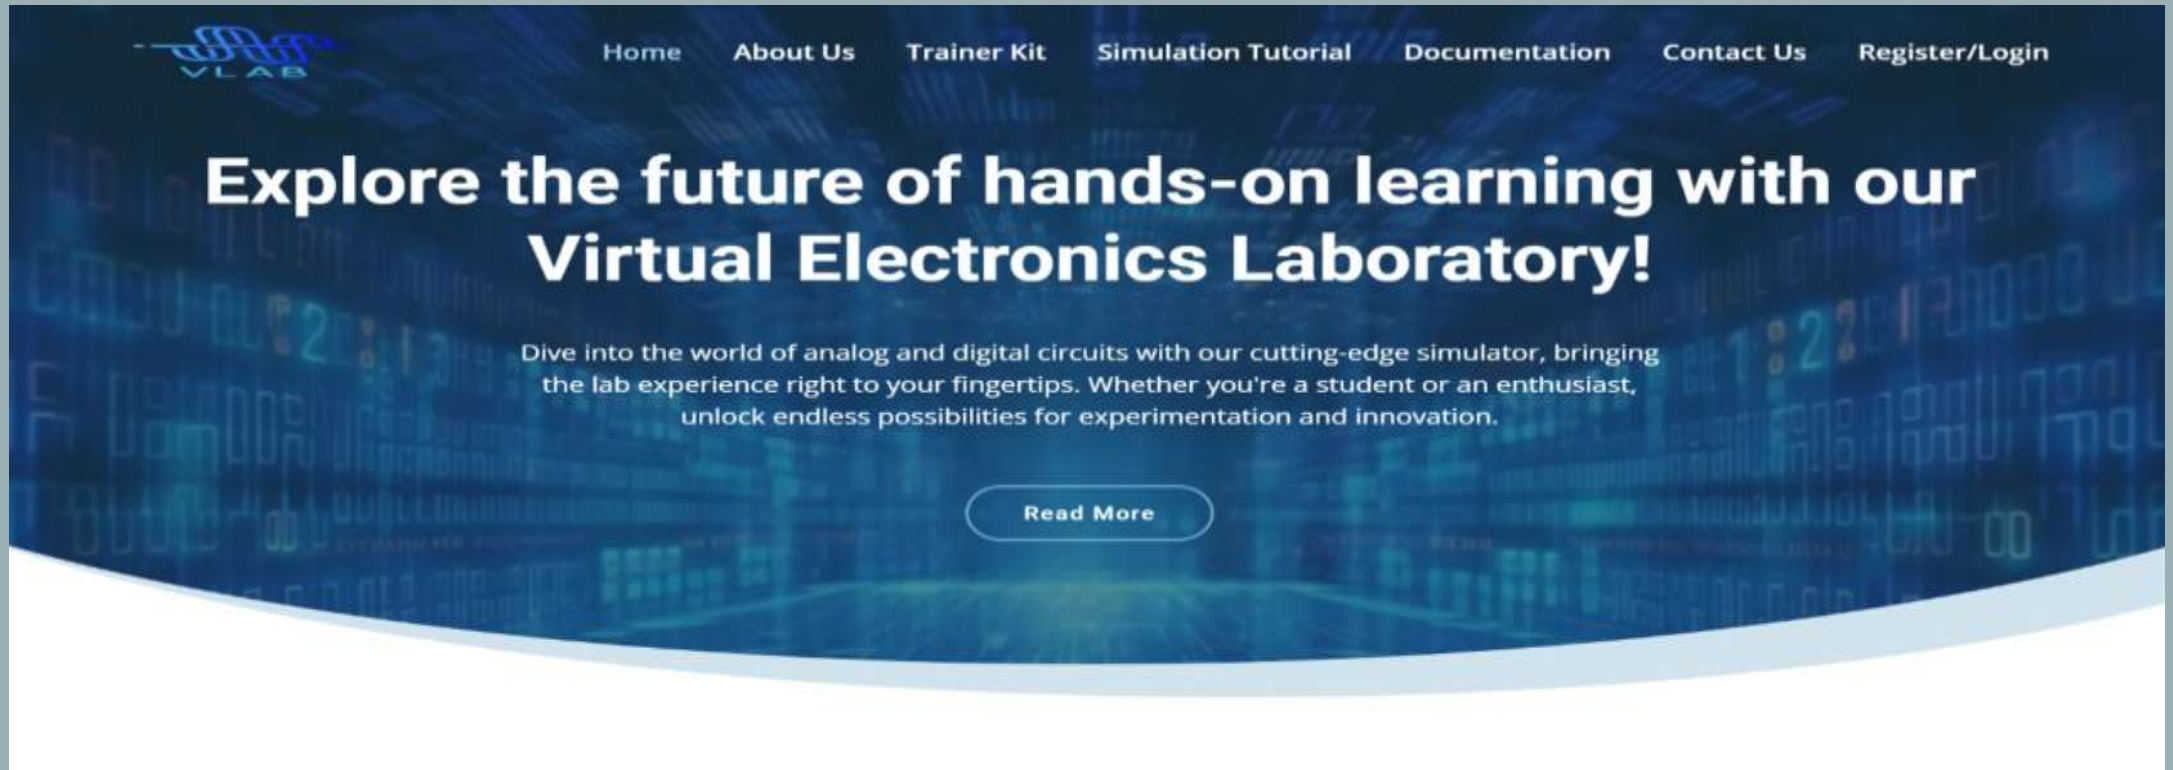 VLAB
Home About Us Trainer Kit Simulation Tutorial Documentation Contact Us Register/Login
Explore the future of hands-on learning with our
Virtual Electronics Laboratory!
Dive into the world of analog and digital circuits with our cutting-edge simulator, bringing
the lab experience right to your fingertips. Whether you're a student or an enthusiast,
unlock endless possibilities for experimentation and innovation.
Read More